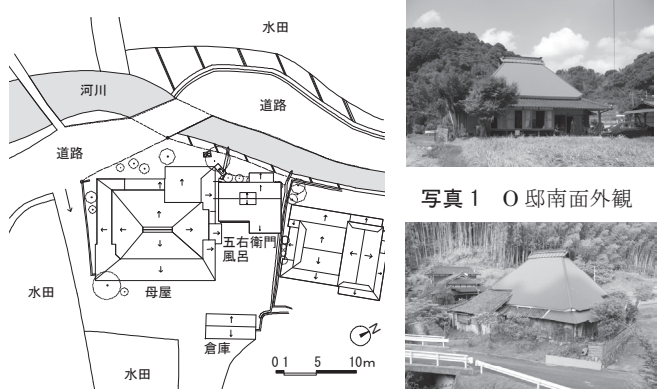 水田
河川
道路
道路
五右衛門
風呂
水田
母屋
倉庫
水田
N
0 1 5 10m
写真1 O邸南面外観